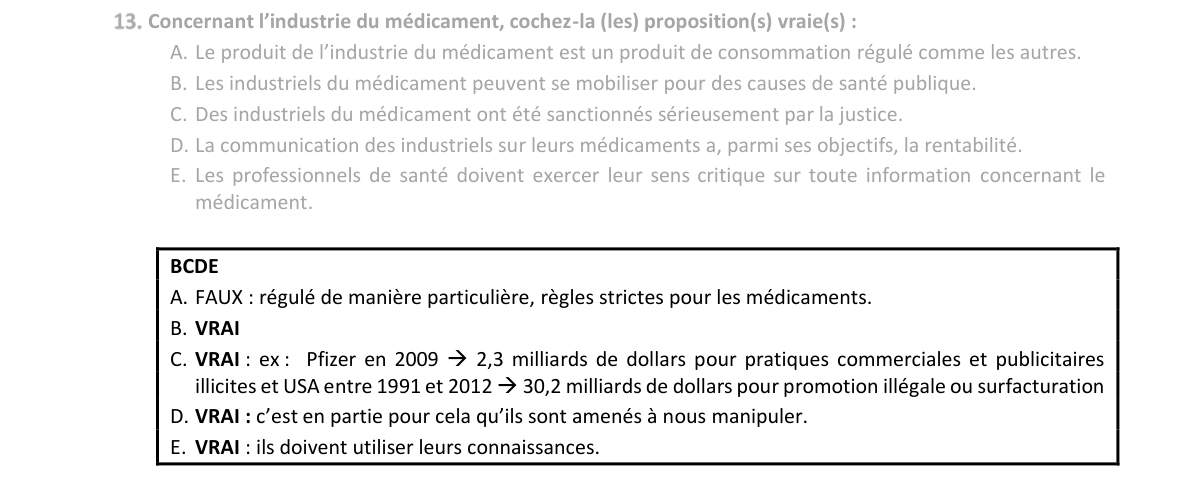 13. Concernant l'industrie du médicament, cochez-la (les) proposition(s) vraie(s) :
A. Le produit de l'industrie du médicament est un produit de consommation régulé comme les autres.
B. Les industriels du médicament peuvent se mobiliser pour des causes de santé publique.
C. Des industriels du médicament ont été sanctionnés sérieusement par la justice.
D. La communication des industriels sur leurs médicaments a, parmi ses objectifs, la rentabilité.
E. Les professionnels de santé doivent exercer leur sens critique sur toute information concernant le
médicament.
BCDE
A. FAUX : régulé de manière particulière, règles strictes pour les médicaments.
B. VRAI
C. VRAI : ex : Pfizer en 2009 → 2,3 milliards de dollars pour pratiques commerciales et publicitaires
illicites et USA entre 1991 et 2012 → 30,2 milliards de dollars pour promotion illégale ou surfacturation
D. VRAI : c'est en partie pour cela qu'ils sont amenés à nous manipuler.
E. VRAI : ils doivent utiliser leurs connaissances.